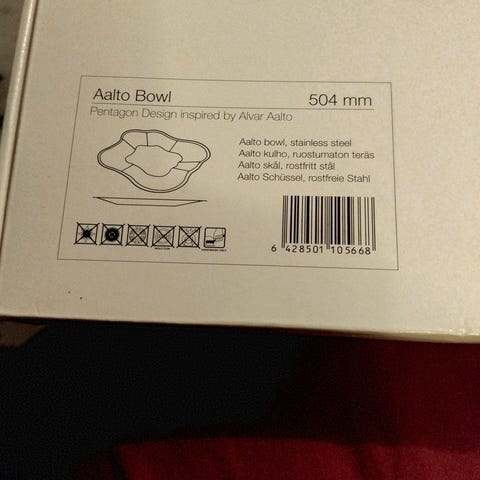 Aalto Bowl 504 mm
Pentagon Design inspired by Alvar Aalto
Aalto bowl, stainless steel
Aalto kulho, ruostumaton teräs
Aalto skål, rostfritt stål
Aalto Schüssel, rostfreie Stahl
6 428501 105668